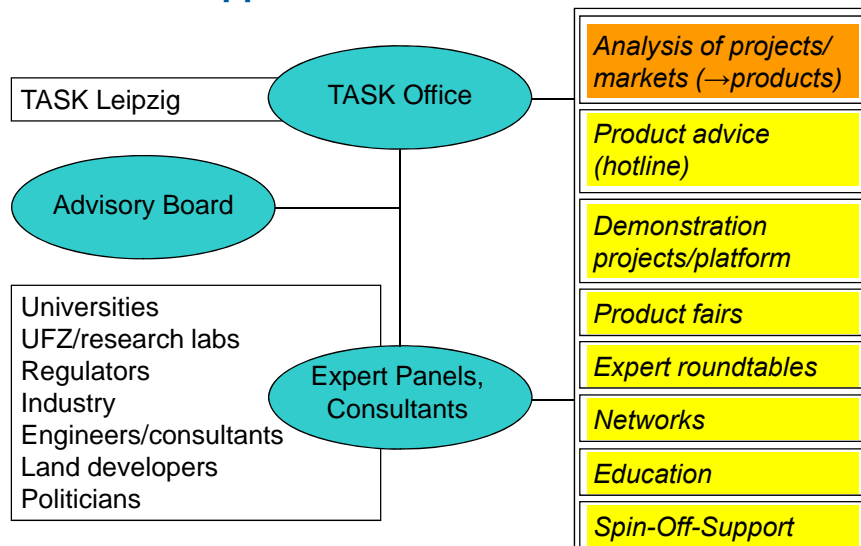 TASK Leipzig
TASK Office
Advisory Board
Universities
UFZ/research labs
Regulators
Industry
Engineers/consultants
Land developers
Politicians
Expert Panels,
Consultants
Analysis of projects/
markets (→products)
Product advice
(hotline)
Demonstration
projects/platform
Product fairs
Expert roundtables
Networks
Education
Spin-Off-Support